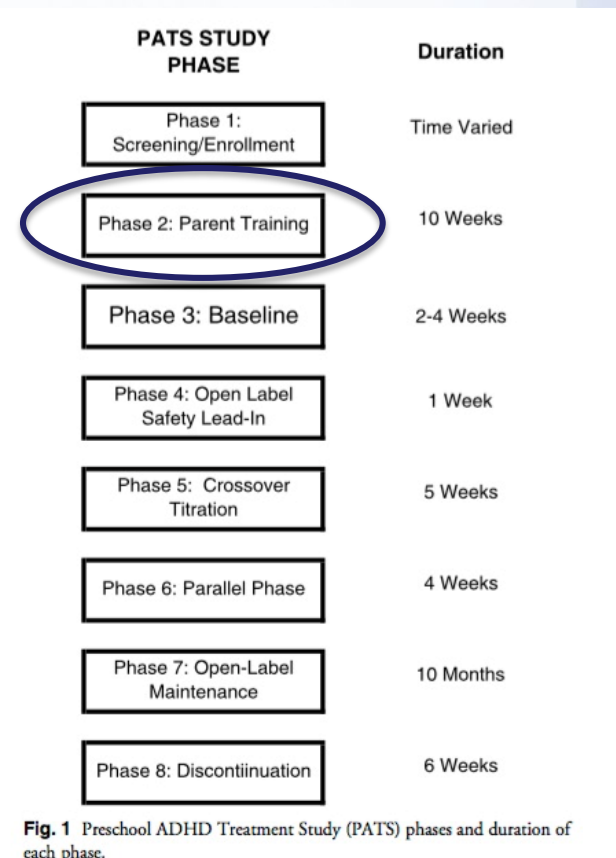 PATS STUDY
PHASE
Duration
Phase 1:
Screening/Enrollment
Time Varied
Phase 2: Parent Training
10 Weeks
Phase 3: Baseline
2-4 Weeks
Phase 4: Open Label
Safety Lead-In
1 Week
Phase 5: Crossover
Titration
5 Weeks
Phase 6: Parallel Phase
4 Weeks
Phase 7: Open-Label
Maintenance
10 Months
Phase 8: Discontiinuation
6 Weeks
Fig. 1 Preschool ADHD Treatment Study (PATS) phases and duration of
each phase.